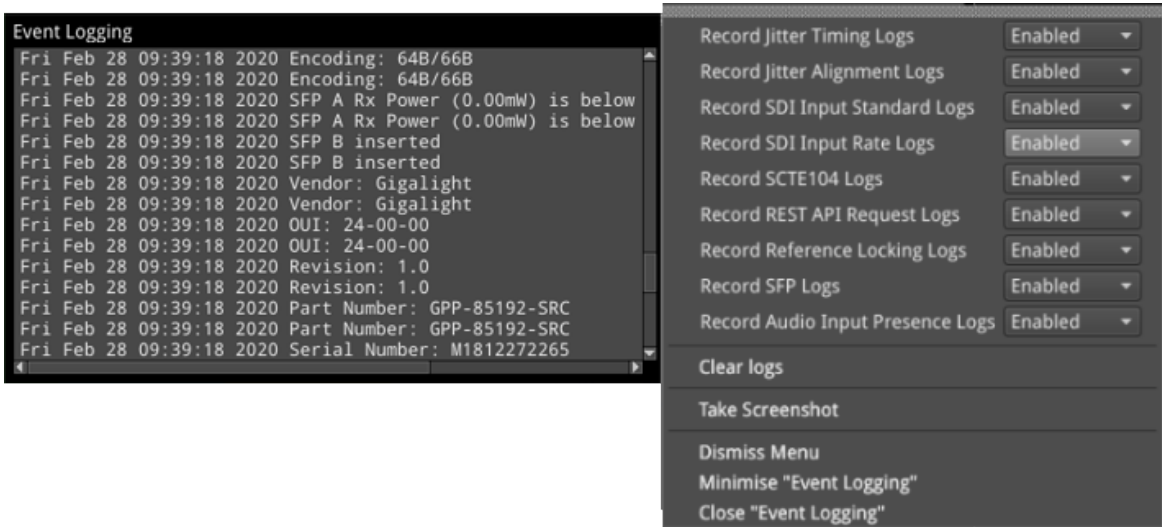 Event Logging
Fri Feb 28 09:39:18 2020 Encoding: 64B/66B
Fri Feb 28 09:39:18 2020 Encoding: 64B/66B
Fri Feb 28 09:39:18 2020 SFP A Rx Power (0.00mW) is below
Fri Feb 28 09:39:18 2020 SFP A Rx Power (0.00mW) is below
Fri Feb 28 09:39:18 2020 SFP B inserted
Fri Feb 28 09:39:18 2020 SFP B inserted
Fri Feb 28 09:39:18 2020 Vendor: Gigalight
Fri Feb 28 09:39:18 2020 Vendor: Gigalight
Fri Feb 28 09:39:18 2020 OUI: 24-00-00
Fri Feb 28 09:39:18 2020 OUI: 24-00-00
Fri Feb 28 09:39:18 2020 Revision: 1.0
Fri Feb 28 09:39:18 2020 Revision: 1.0
Fri Feb 28 09:39:18 2020 Part Number: GPP-85192-SRC
Fri Feb 28 09:39:18 2020 Part Number: GPP-85192-SRC
Fri Feb 28 09:39:18 2020 Serial Number: M1812272265
Record Jitter Timing Logs Enabled
Record Jitter Alignment Logs Enabled
Record SDI Input Standard Logs Enabled
Record SDI Input Rate Logs Enabled
Record SCTE104 Logs Enabled
Record REST API Request Logs Enabled
Record Reference Locking Logs Enabled
Record SFP Logs Enabled
Record Audio Input Presence Logs Enabled
Clear logs
Take Screenshot
Dismiss Menu
Minimise "Event Logging"
Close "Event Logging"